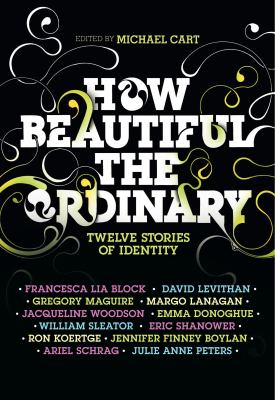 EDITED BY MICHAEL CART
HOW
BEAUTIFUL
THE
ORDINARY
TWELVE STORIES
OF IDENTITY
• FRANCESCA LIA BLOCK • DAVID LEVITHAN •
• GREGORY MAGUIRE • MARGO LANAGAN •
• JACQUELINE WOODSON • EMMA DONOGHUE •
• WILLIAM SLEATOR • ERIC SHANOWER •
• RON KOERTGE • JENNIFER FINNEY BOYLAN •
• ARIEL SCHRAG • JULIE ANNE PETERS •